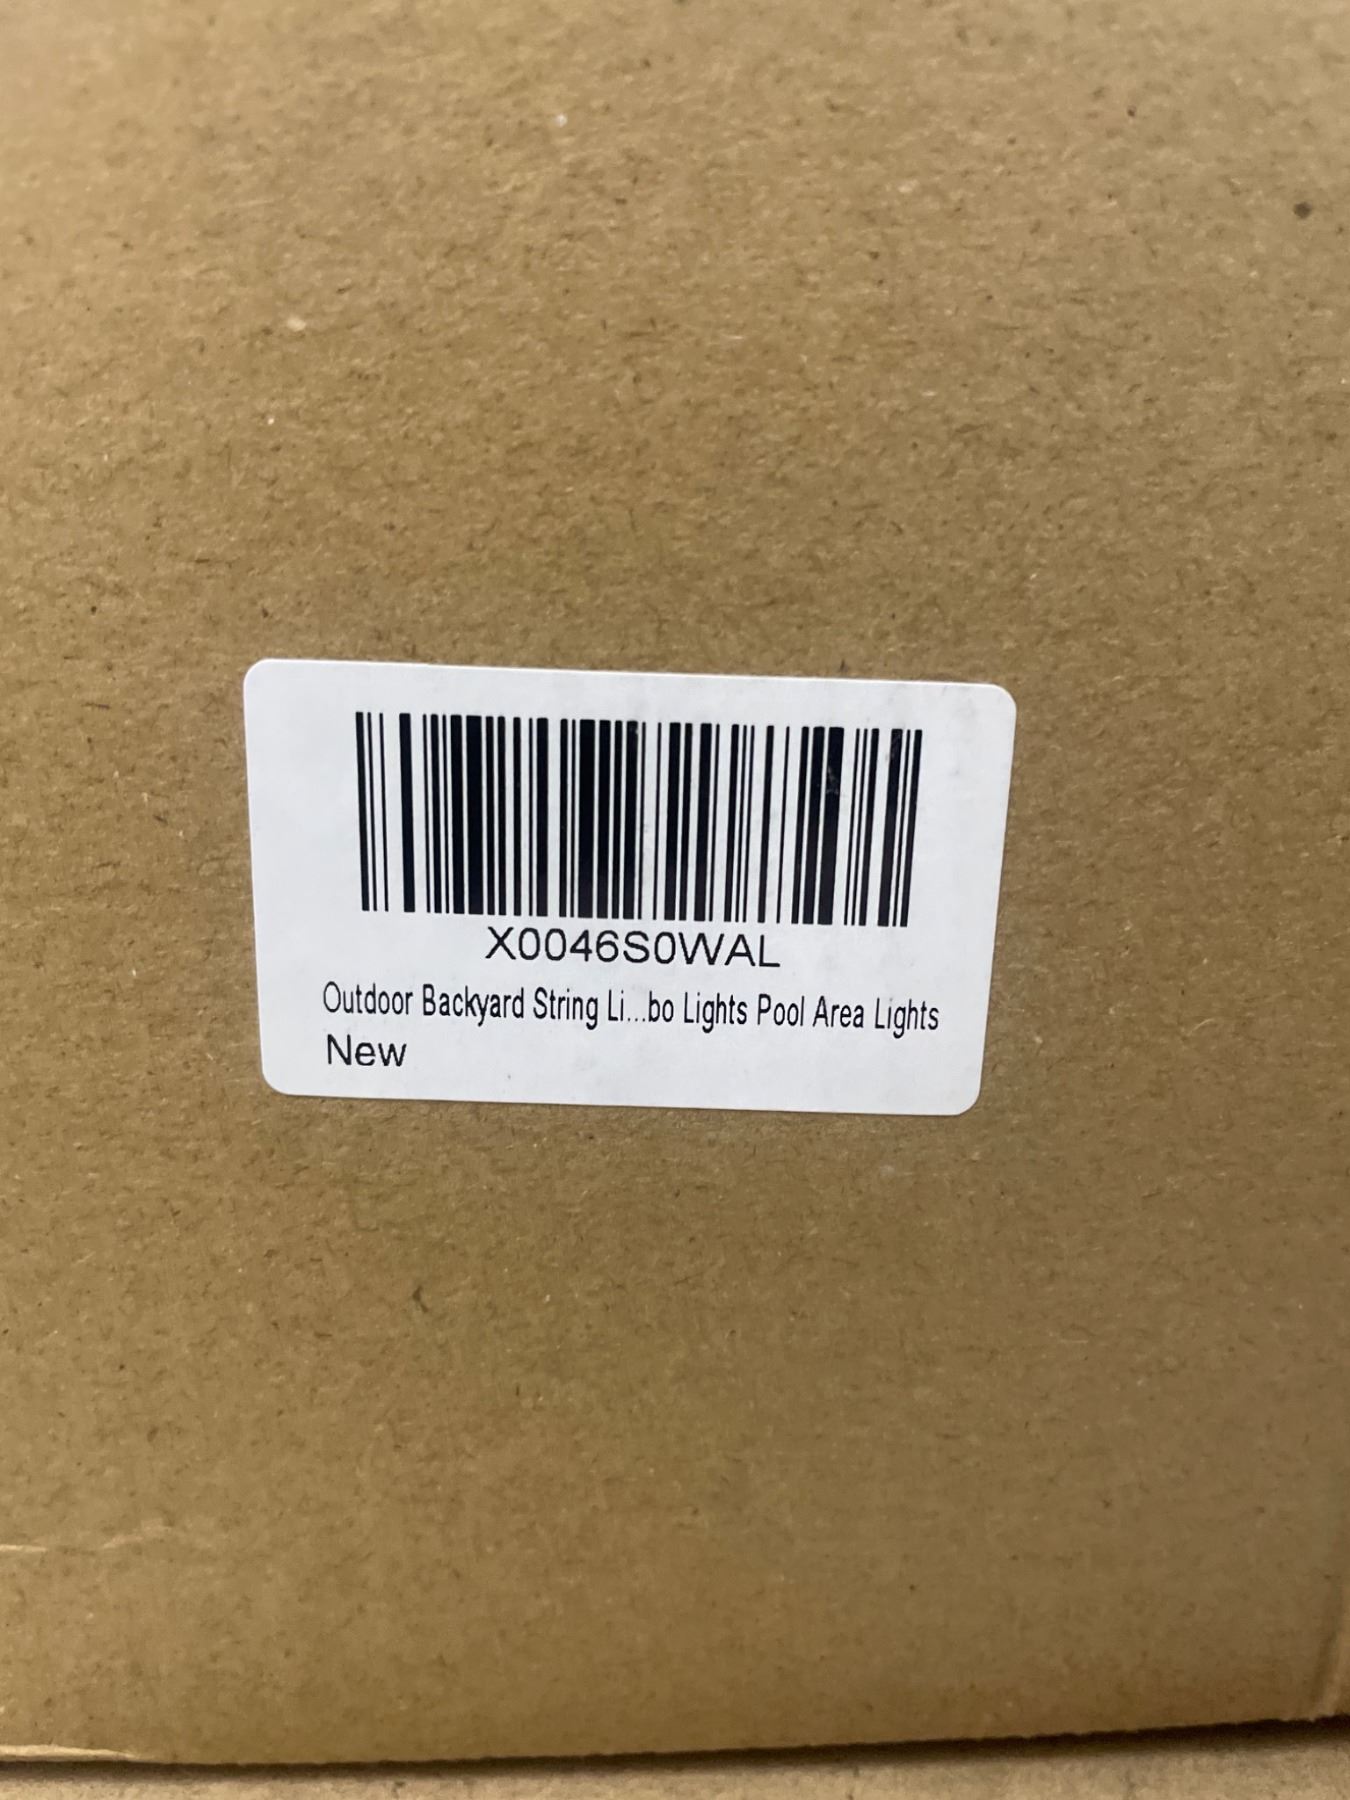 X0046S0WAL
Outdoor Backyard String Li...bo Lights Pool Area Lights
New